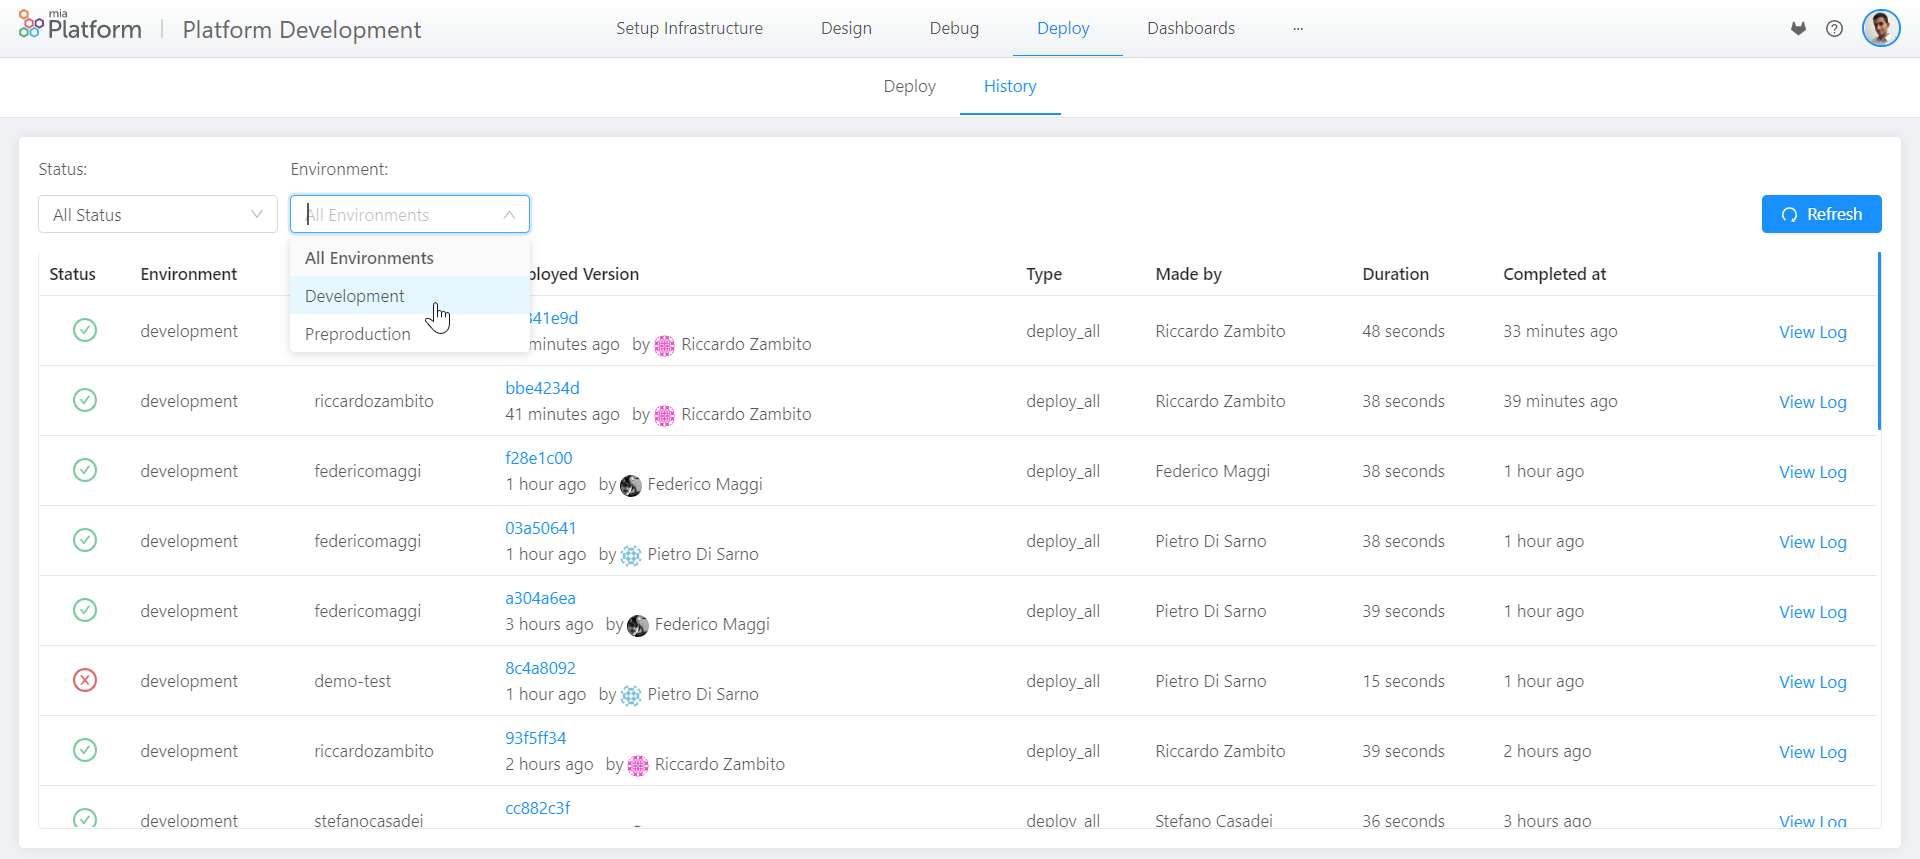 mia
Platform
Platform Development
Setup Infrastructure Design Debug Deploy Dashboards ...
Deploy History
Status: Environment:
All Status All Environments Refresh
All Environments
Development
Preproduction
Status Environment ployed Version Type Made by Duration Completed at
development 341e9d minutes ago by Riccardo Zambito deploy_all Riccardo Zambito 48 seconds 33 minutes ago View Log
development riccardozambito bbe4234d 41 minutes ago by Riccardo Zambito deploy_all Riccardo Zambito 38 seconds 39 minutes ago View Log
development federicomaggi f28e1c00 1 hour ago by Federico Maggi deploy_all Federico Maggi 38 seconds 1 hour ago View Log
development federicomaggi 03a50641 1 hour ago by Pietro Di Sarno deploy_all Pietro Di Sarno 38 seconds 1 hour ago View Log
development federicomaggi a304a6ea 3 hours ago by Federico Maggi deploy_all Pietro Di Sarno 39 seconds 1 hour ago View Log
development demo-test 8c4a8092 1 hour ago by Pietro Di Sarno deploy_all Pietro Di Sarno 15 seconds 1 hour ago View Log
development riccardozambito 93f5ff34 2 hours ago by Riccardo Zambito deploy_all Riccardo Zambito 39 seconds 2 hours ago View Log
development stefanocasadei cc882c3f deploy_all Stefano Casadei 36 seconds 3 hours ago View Log